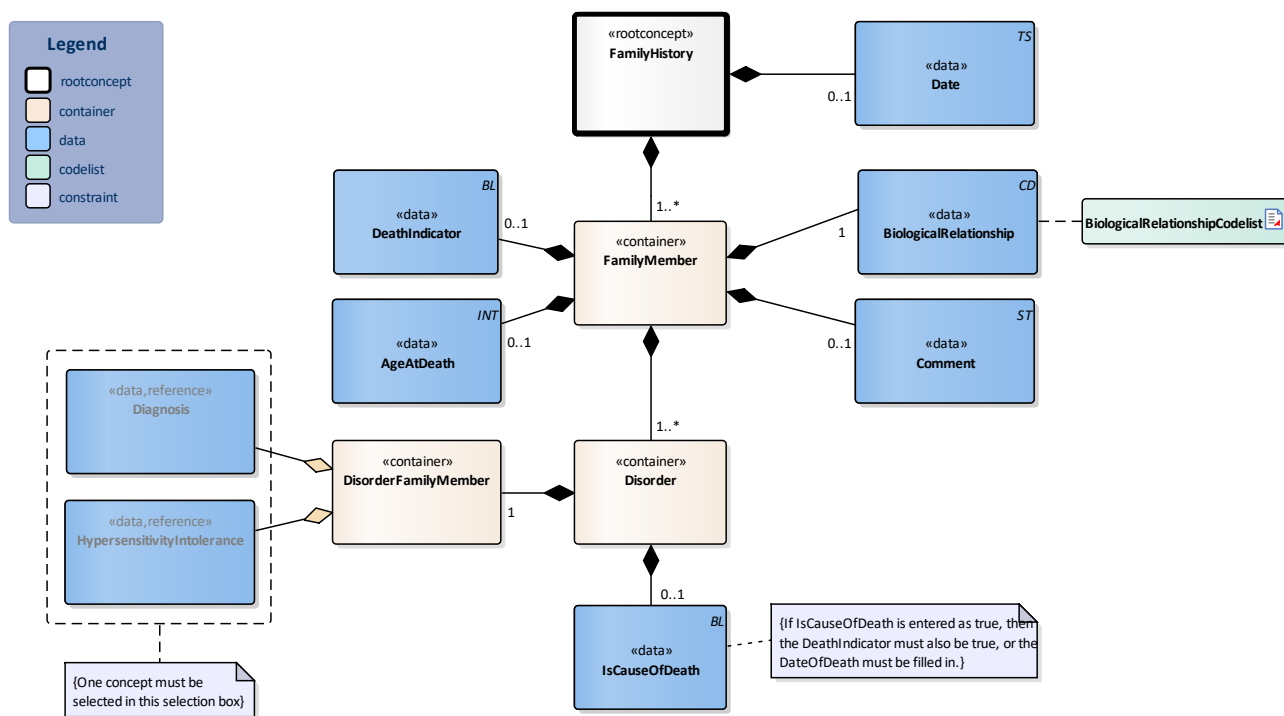 Legend
rootconcept
container
data
codelist
constraint
«rootconcept»
FamilyHistory
TS
«data»
Date
0..1
1..*
BL
«data»
DeathIndicator
0..1
«container»
FamilyMember
CD
«data»
BiologicalRelationship
1
BiologicalRelationshipCodelist
INT
«data»
AgeAtDeath
0..1
ST
«data»
Comment
0..1
1..*
«data,reference»
Diagnosis
«data,reference»
HypersensitivityIntolerance
«container»
DisorderFamilyMember
1
«container»
Disorder
0..1
BL
«data»
IsCauseOfDeath
{If IsCauseOfDeath is entered as true, then
the DeathIndicator must also be true, or the
DateOfDeath must be filled in.}
{One concept must be
selected in this selection box}